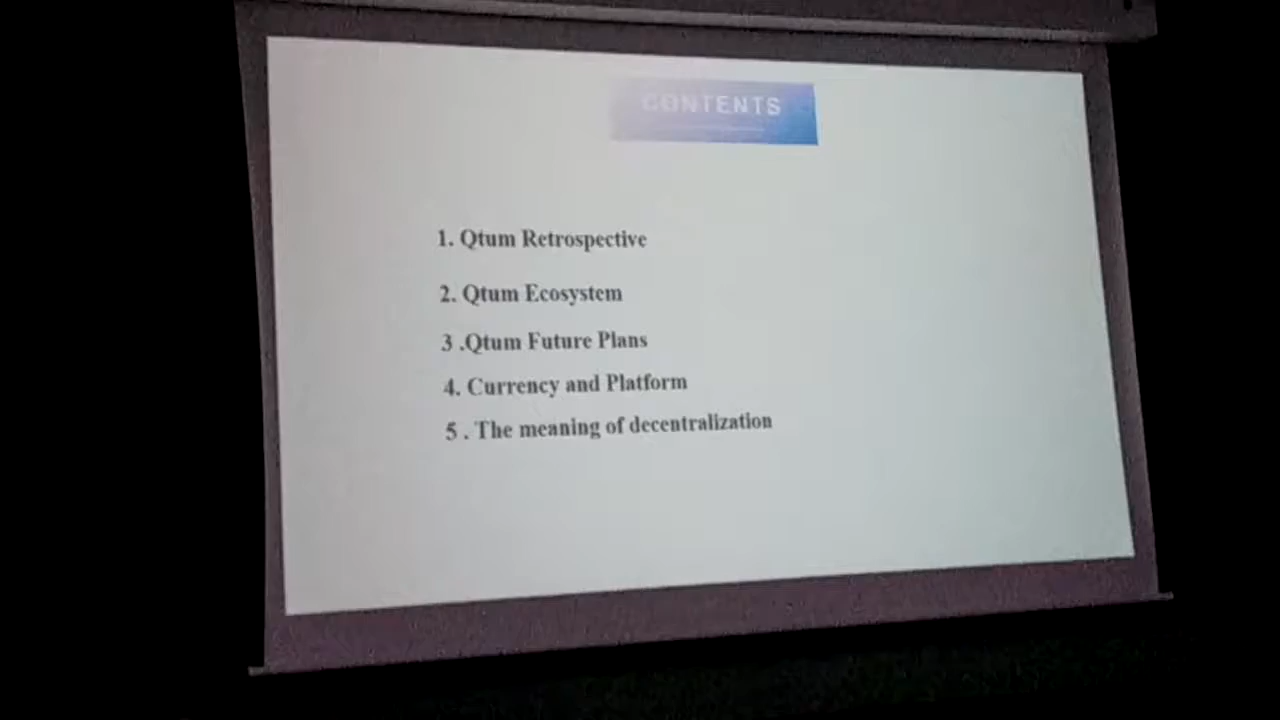 CONTENTS
1. Qtum Retrospective
2. Qtum Ecosystem
3 .Qtum Future Plans
4. Currency and Platform
5 . The meaning of decentralization